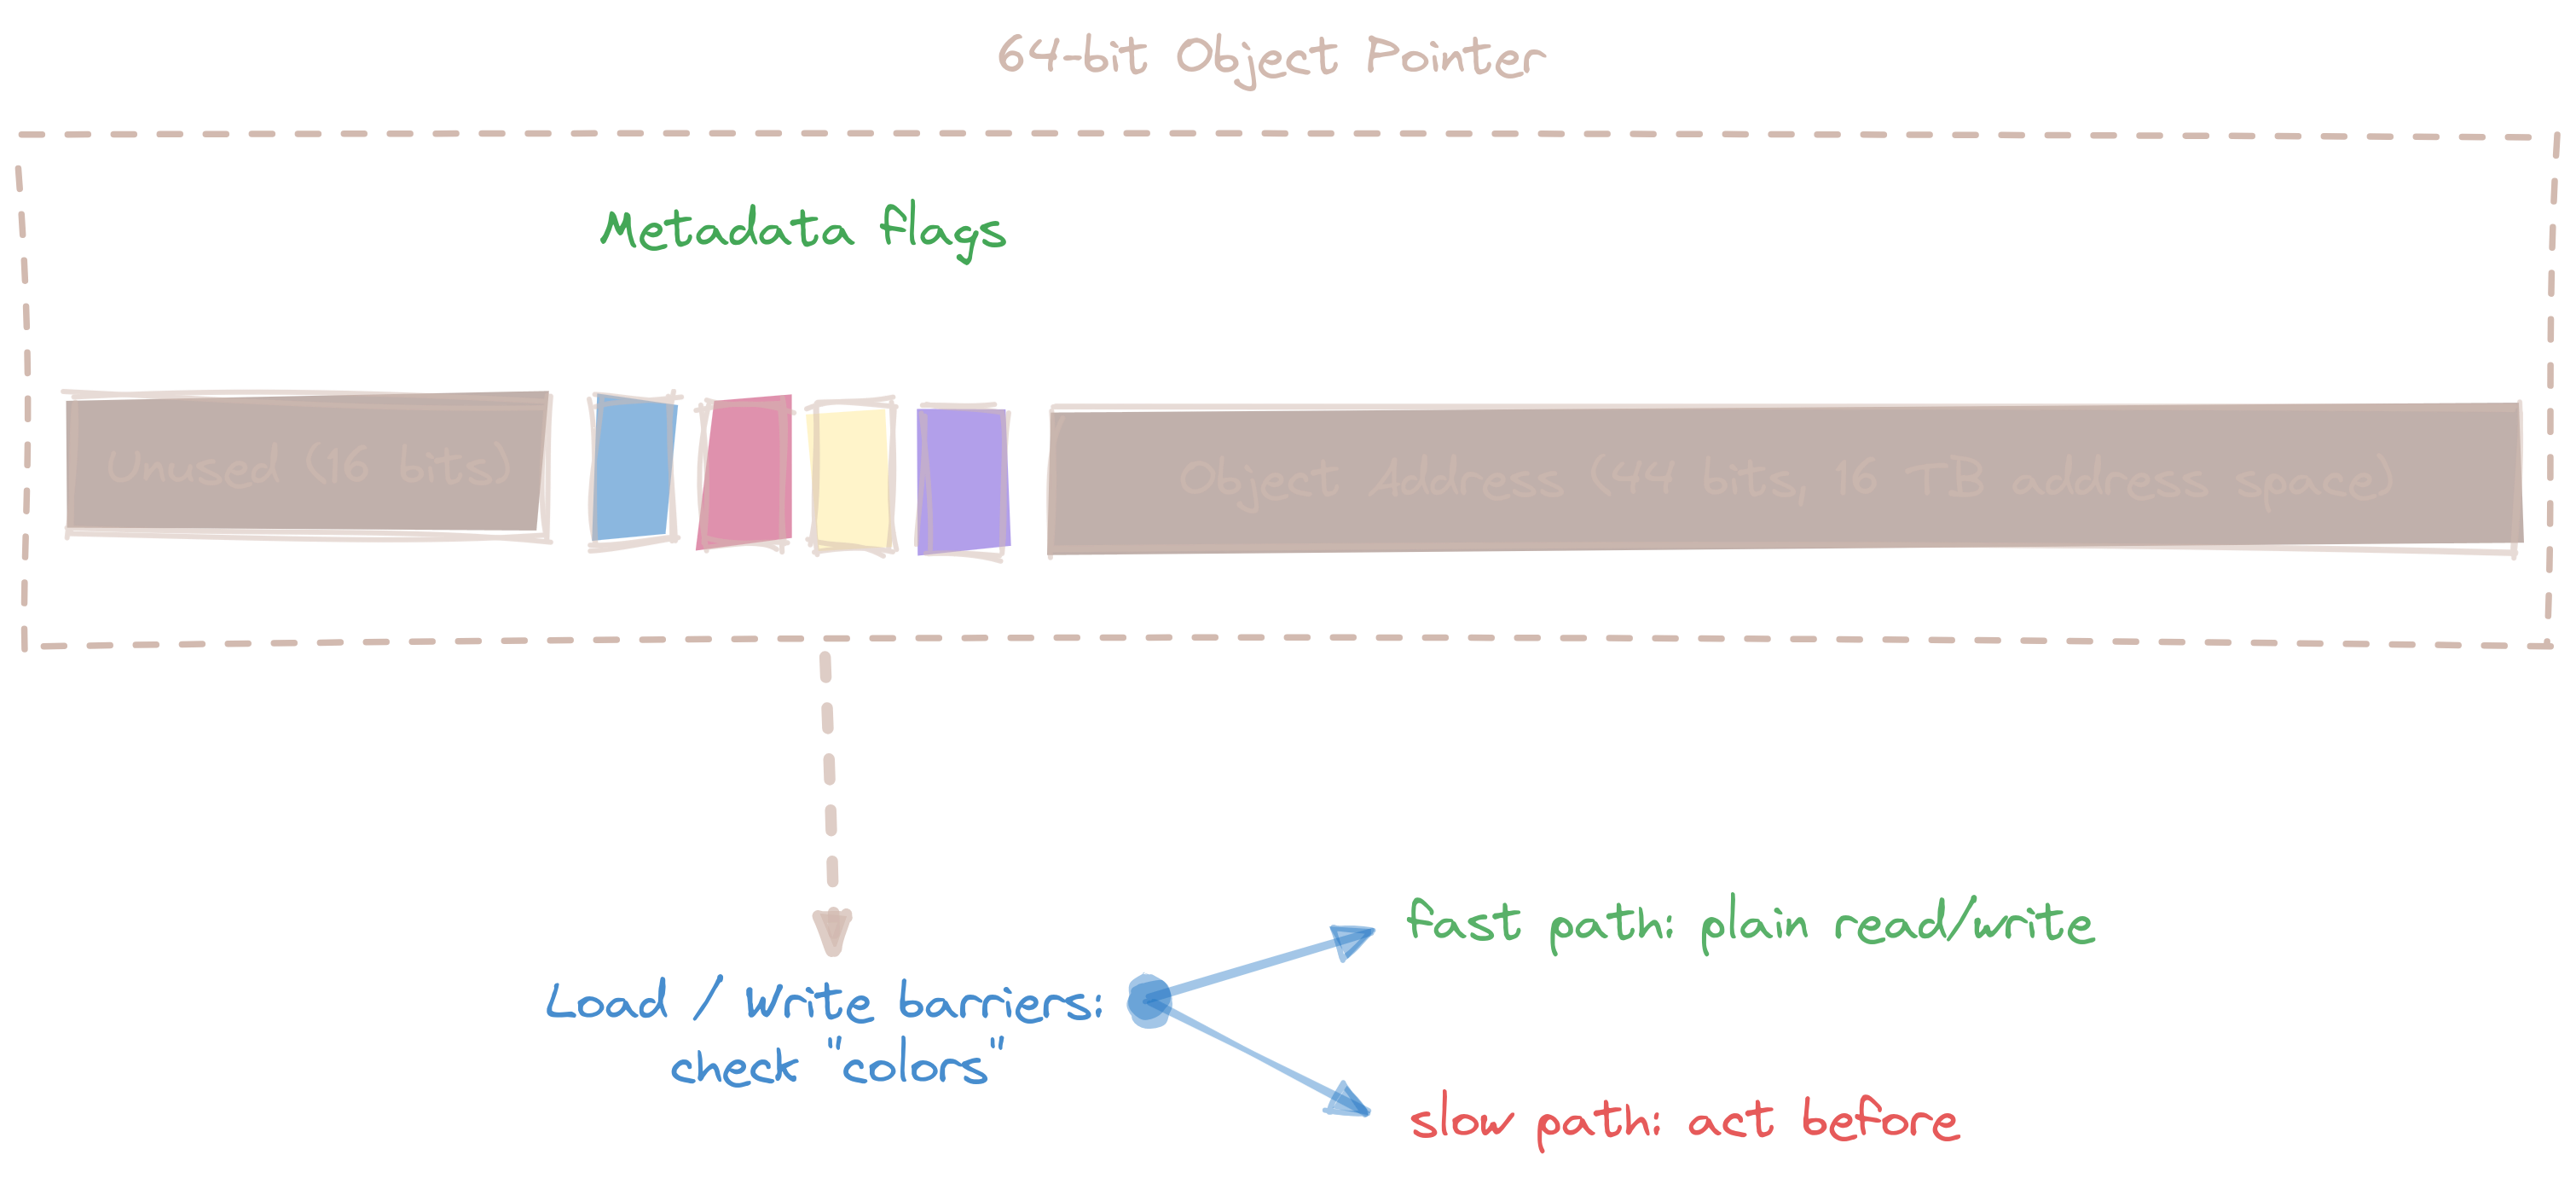 64-bit Object Pointer
Metadata flags
Unused (16 bits)
Object Address (44 bits, 16 TB address space)
Load / Write barriers:
check "colors"
fast path: plain read/write
slow path: act before